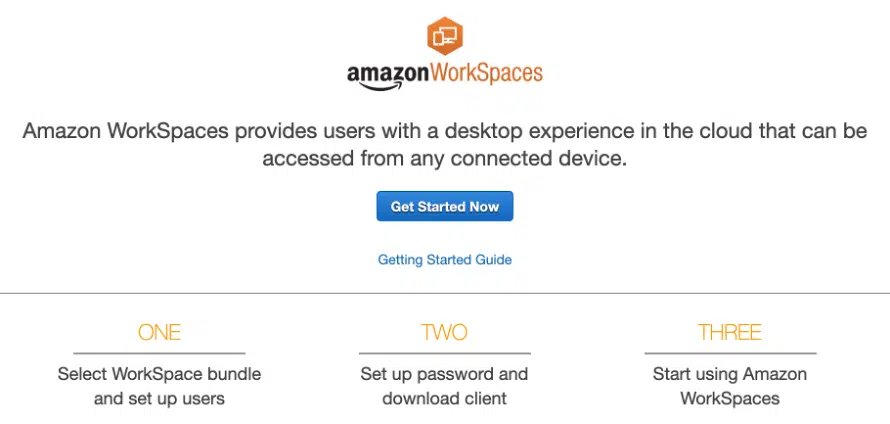 amazonWorkSpaces
Amazon WorkSpaces provides users with a desktop experience in the cloud that can be
accessed from any connected device.
Get Started Now
Getting Started Guide
ONE
Select WorkSpace bundle
and set up users
TWO
Set up password and
download client
THREE
Start using Amazon
WorkSpaces